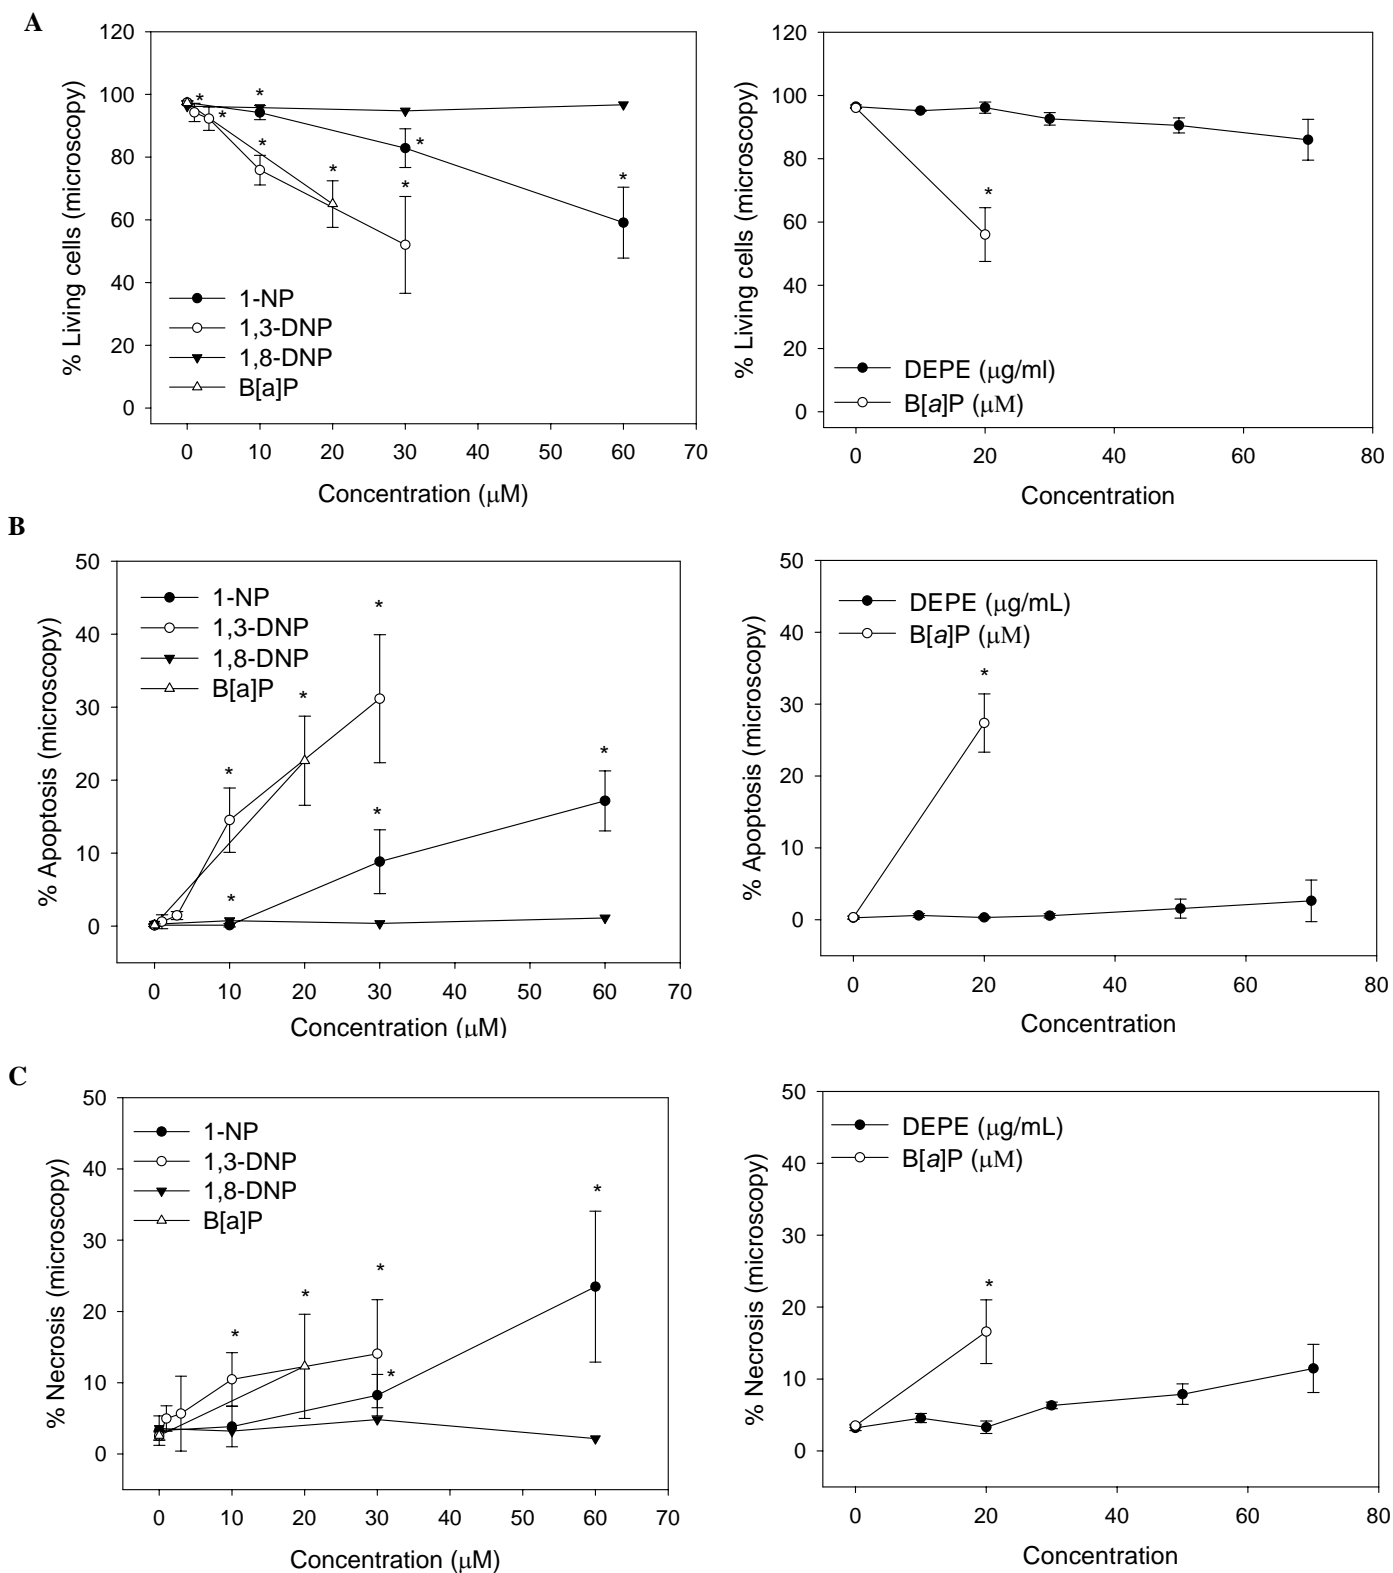 A
% Living cells (microscopy)
120
100
80
60
40
20
0
* * * * * * * *
1-NP
1,3-DNP
1,8-DNP
B[a]P
0 10 20 30 40 50 60 70
Concentration (μM)
% Living cells (microscopy)
120
100
80
60
40
20
0
*
DEPE (μg/ml)
B[a]P (μM)
0 20 40 60 80
Concentration
B
% Apoptosis (microscopy)
50
40
30
20
10
0
1-NP
1,3-DNP
1,8-DNP
B[a]P
* * * * * *
0 10 20 30 40 50 60 70
Concentration (μM)
% Apoptosis (microscopy)
50
40
30
20
10
0
DEPE (μg/mL)
B[a]P (μM)
*
0 20 40 60 80
Concentration
C
% Necrosis (microscopy)
50
40
30
20
10
0
1-NP
1,3-DNP
1,8-DNP
B[a]P
* * * * *
0 10 20 30 40 50 60 70
Concentration (μM)
% Necrosis (microscopy)
50
40
30
20
10
0
DEPE (μg/mL)
B[a]P (μM)
*
0 20 40 60 80
Concentration